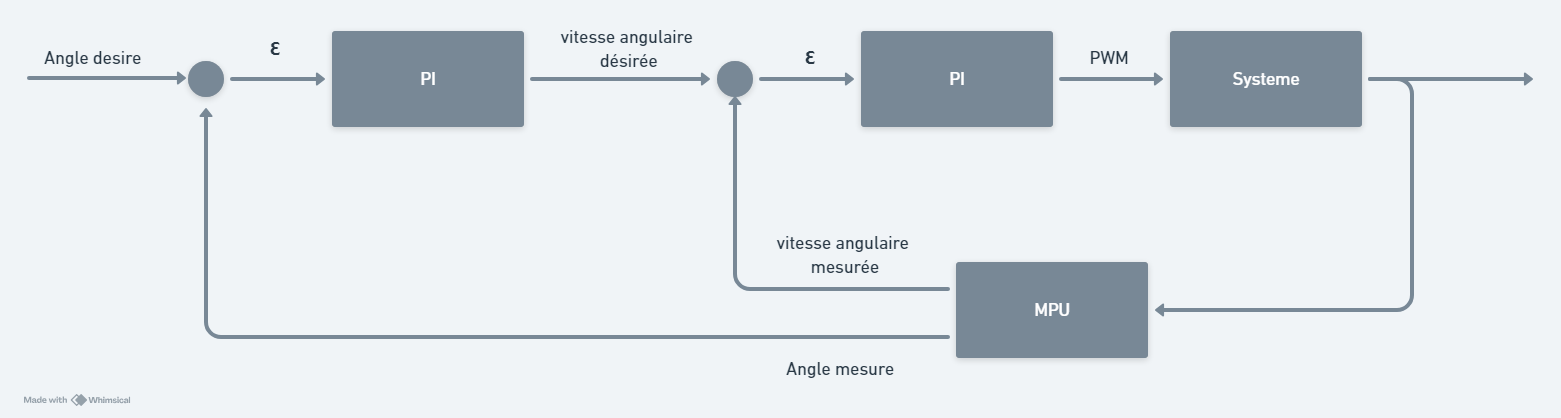 Angle desire
ε
PI
vitesse angulaire
désirée
ε
PI
PWM
Systeme
vitesse angulaire
mesurée
MPU
Angle mesure
Made with Whimsical